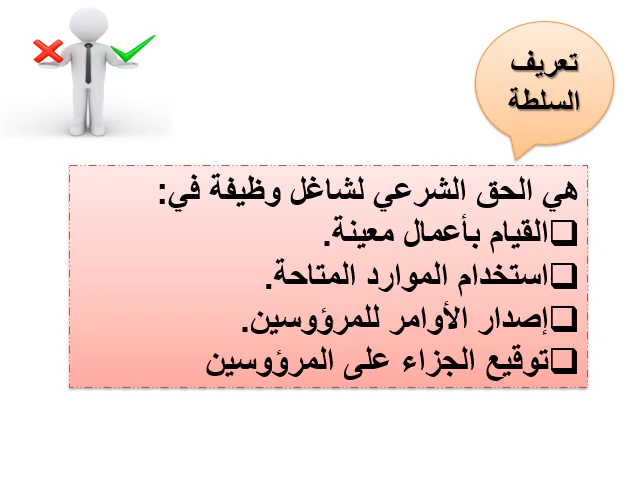 تعريف
السلطة
هي الحق الشرعي لشاغل وظيفة في:
❑القيام بأعمال معينة.
❑استخدام الموارد المتاحة.
❑إصدار الأوامر للمرؤوسين.
❑توقيع الجزاء على المرؤوسين